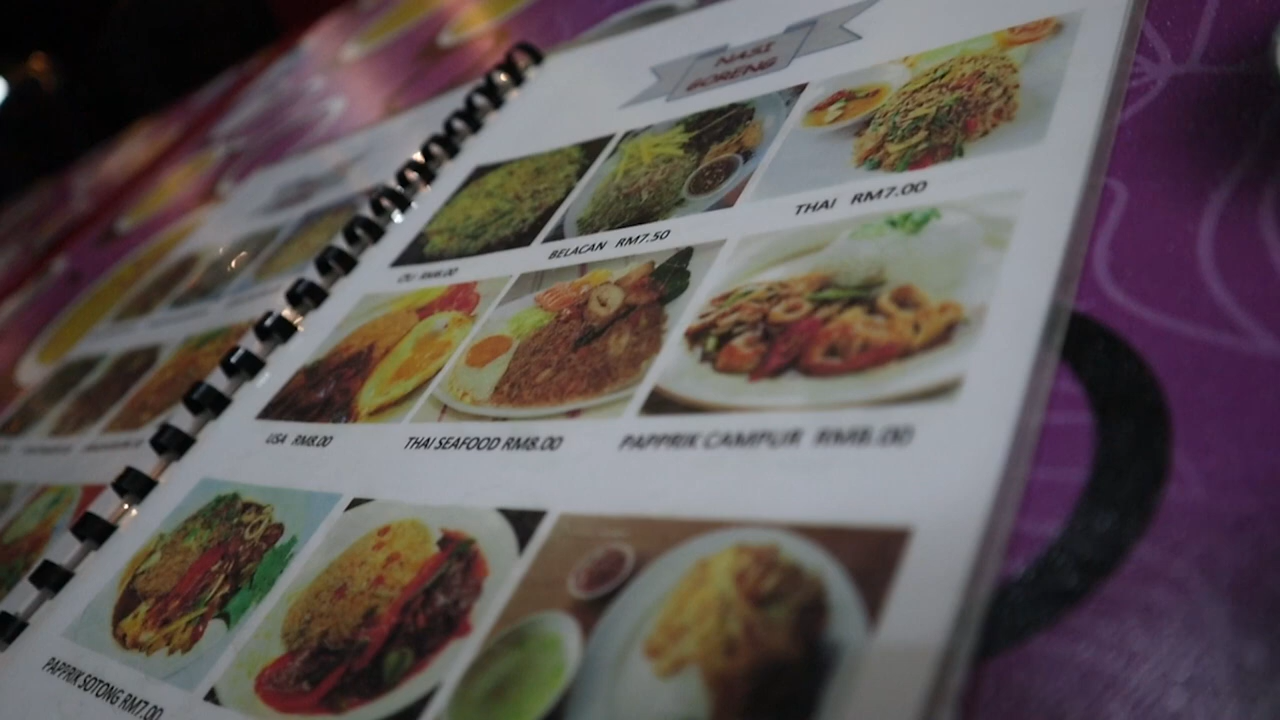 NASI
GORENG
THAI RM7.00
BELACAN RM7.50
USA RM8.00
THAI SEAFOOD RM8.00
PAPPRIK CAMPUR RM8.00
PAPPRIK SOTONG RM7.00